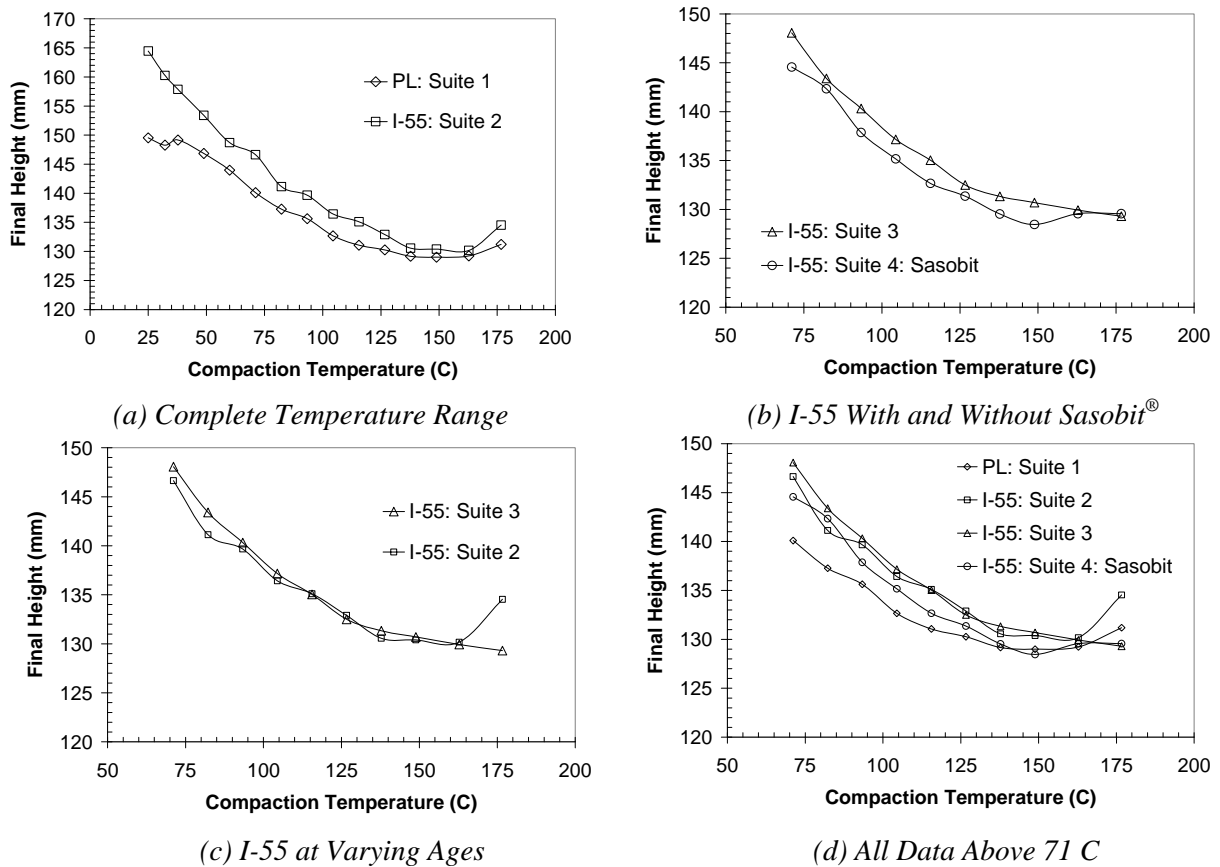 170
165
160
155
150
145
140
135
130
125
120
0 25 50 75 100 125 150 175 200
Final Height (mm)
Compaction Temperature (C)
PL: Suite 1
I-55: Suite 2
(a) Complete Temperature Range
150
145
140
135
130
125
120
50 75 100 125 150 175 200
Final Height (mm)
Compaction Temperature (C)
I-55: Suite 3
I-55: Suite 4: Sasobit
(b) I-55 With and Without Sasobit®
150
145
140
135
130
125
120
50 75 100 125 150 175 200
Final Height (mm)
Compaction Temperature (C)
I-55: Suite 3
I-55: Suite 2
(c) I-55 at Varying Ages
150
145
140
135
130
125
120
50 75 100 125 150 175 200
Final Height (mm)
Compaction Temperature (C)
PL: Suite 1
I-55: Suite 2
I-55: Suite 3
I-55: Suite 4: Sasobit
(d) All Data Above 71 C